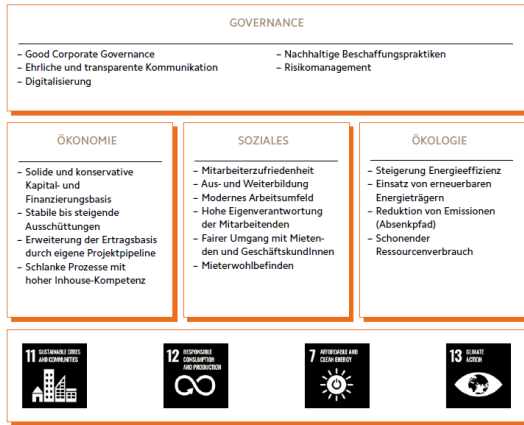 GOVERNANCE
– Good Corporate Governance
– Ehrliche und transparente Kommunikation
– Digitalisierung
– Nachhaltige Beschaffungspraktiken
– Risikomanagement
ÖKONOMIE
– Solide und konservative
Kapital- und
Finanzierungsbasis
– Stabile bis steigende
Ausschüttungen
– Erweiterung der Ertragsbasis
durch eigene Projektpipeline
– Schlanke Prozesse mit
hoher Inhouse-Kompetenz
SOZIALES
– Mitarbeiterzufriedenheit
– Aus- und Weiterbildung
– Modernes Arbeitsumfeld
– Hohe Eigenverantwortung
der Mitarbeitenden
– Fairer Umgang mit Mieten-
den und GeschäftskundInnen
– Mieterwohlbefinden
ÖKOLOGIE
– Steigerung Energieeffizienz
– Einsatz von erneuerbaren
Energieträgern
– Reduktion von Emissionen
(Absenkpfad)
– Schonender
Ressourcenverbrauch
11 SUSTAINABLE CITIES
AND COMMUNITIES
12 RESPONSIBLE
CONSUMPTION
AND PRODUCTION
7 AFFORDABLE AND
CLEAN ENERGY
13 CLIMATE
ACTION